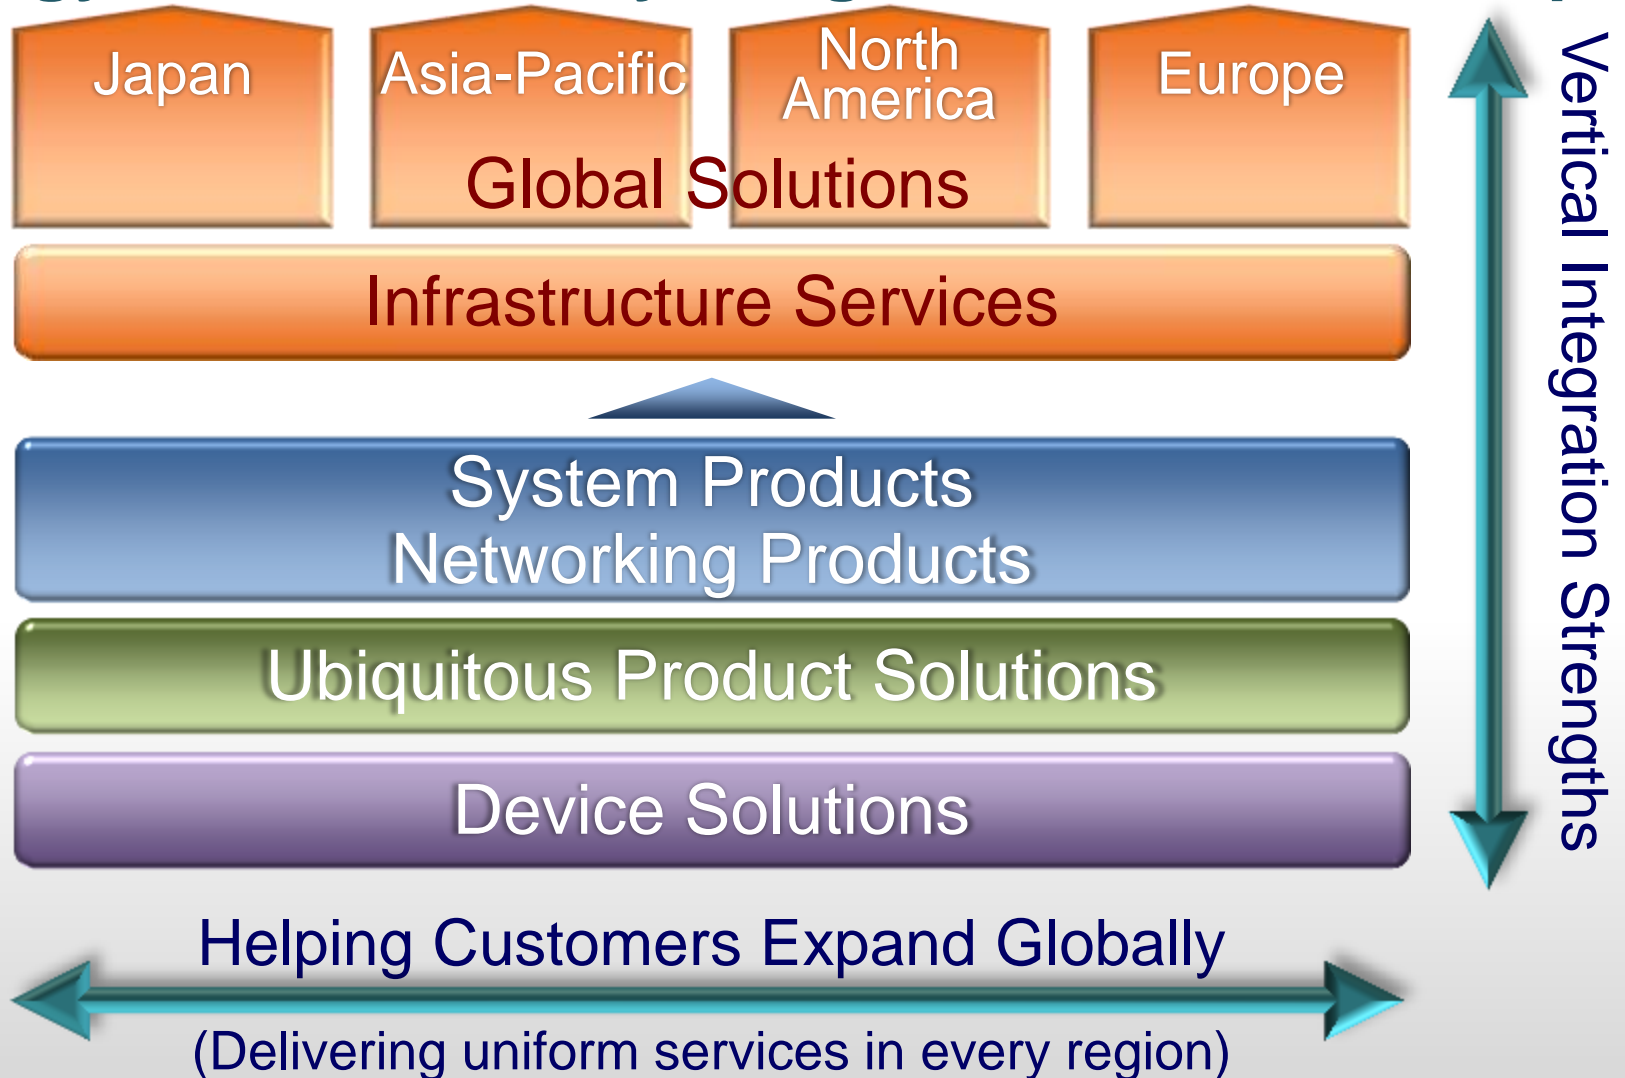 Japan
Asia-Pacific
North
America
Europe
Global Solutions
Infrastructure Services
System Products
Networking Products
Ubiquitous Product Solutions
Device Solutions
Vertical Integration Strengths
Helping Customers Expand Globally
(Delivering uniform services in every region)